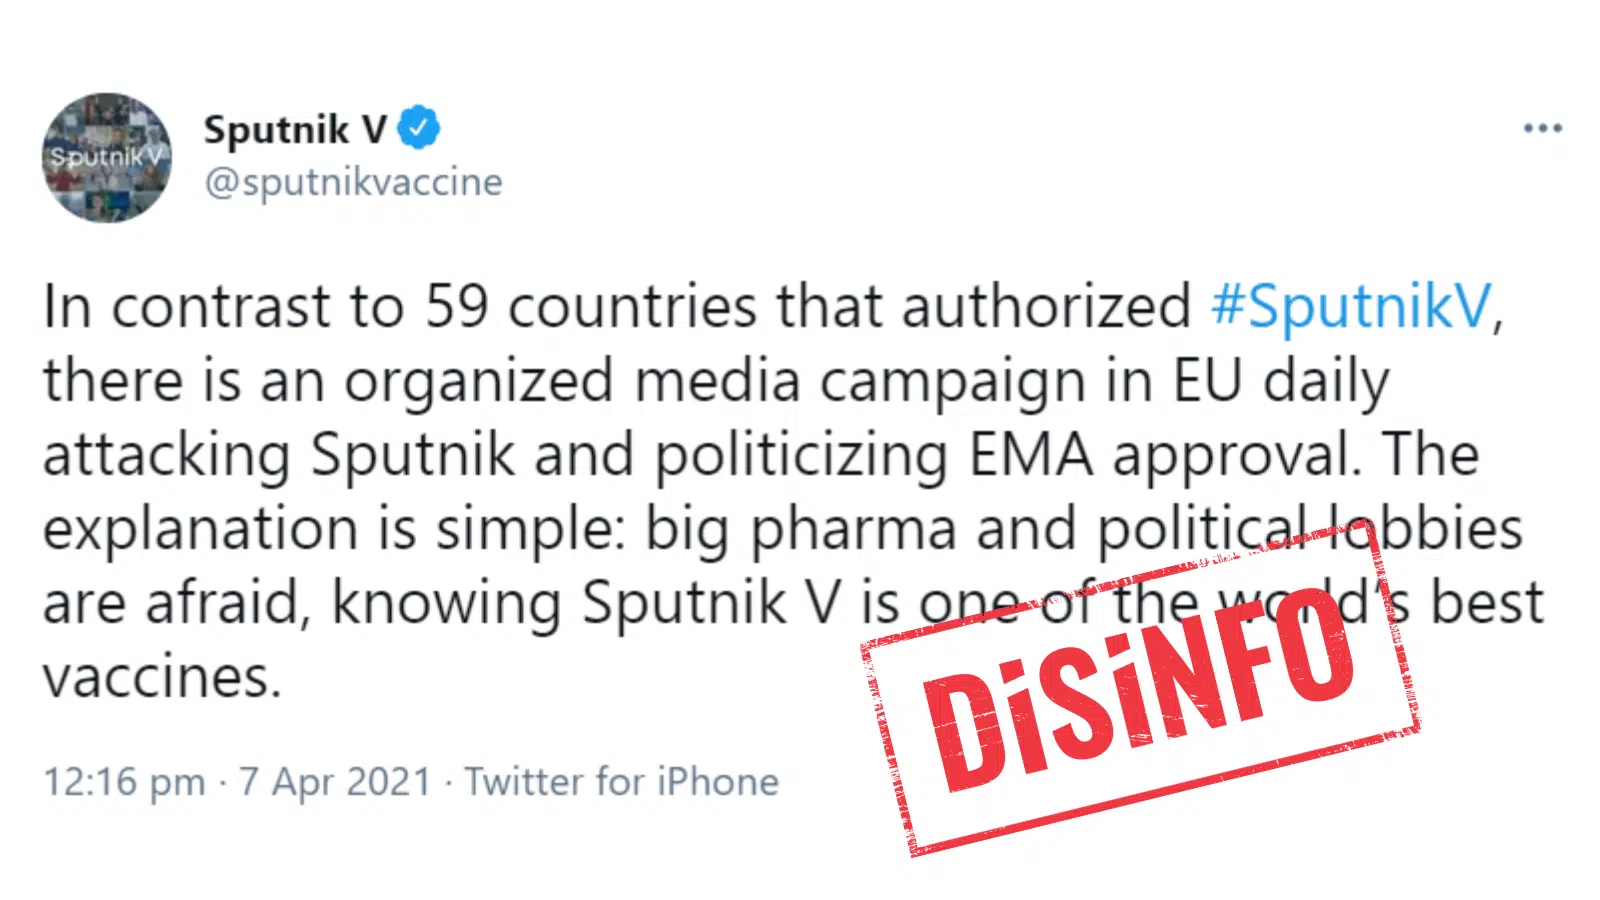 Sputnik V
Sputnik V
@sputnikvaccine
In contrast to 59 countries that authorized #SputnikV,
there is an organized media campaign in EU daily
attacking Sputnik and politicizing EMA approval. The
explanation is simple: big pharma and political lobbies
are afraid, knowing Sputnik V is one of the world's best
vaccines.
DiSiNFO
12:16 pm · 7 Apr 2021 · Twitter for iPhone